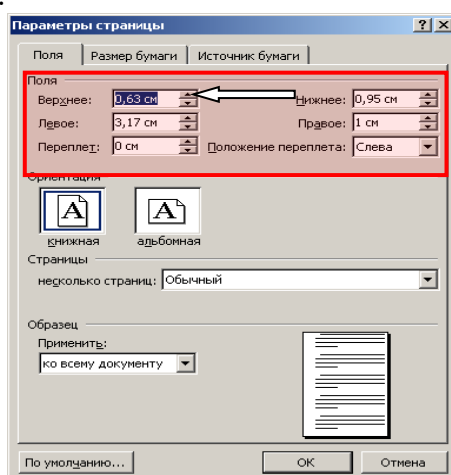 Параметры страницы
Поля Размер бумаги Источник бумаги
Поля
Верхнее: 0,63 см Нижнее: 0,95 см
Левое: 3,17 см Правое: 1 см
Переплет: 0 см Положение переплета: Слева
Ориентация
A A
книжная альбомная
Страницы
несколько страниц: Обычный
Образец
Применить:
ко всему документу
По умолчанию... ОК Отмена